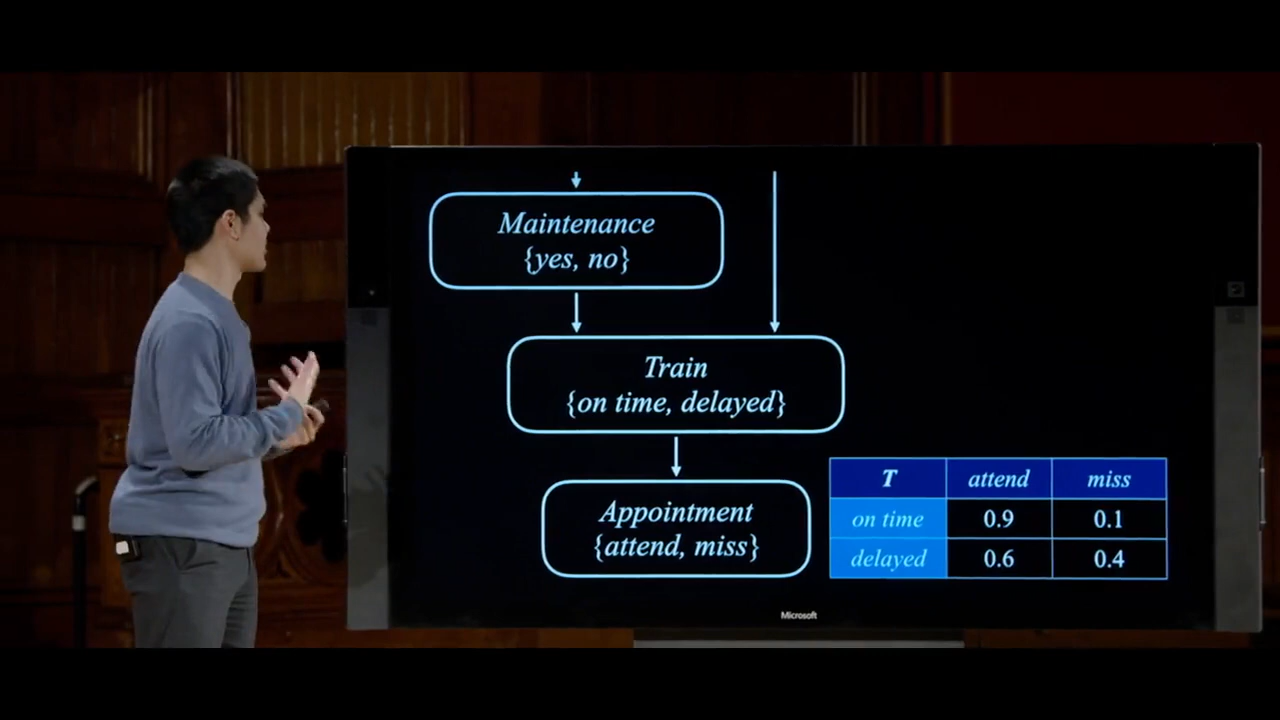 Maintenance
{yes, no}
Train
{on time, delayed}
Appointment
{attend, miss}
T attend miss
on time 0.9 0.1
delayed 0.6 0.4
Microsoft